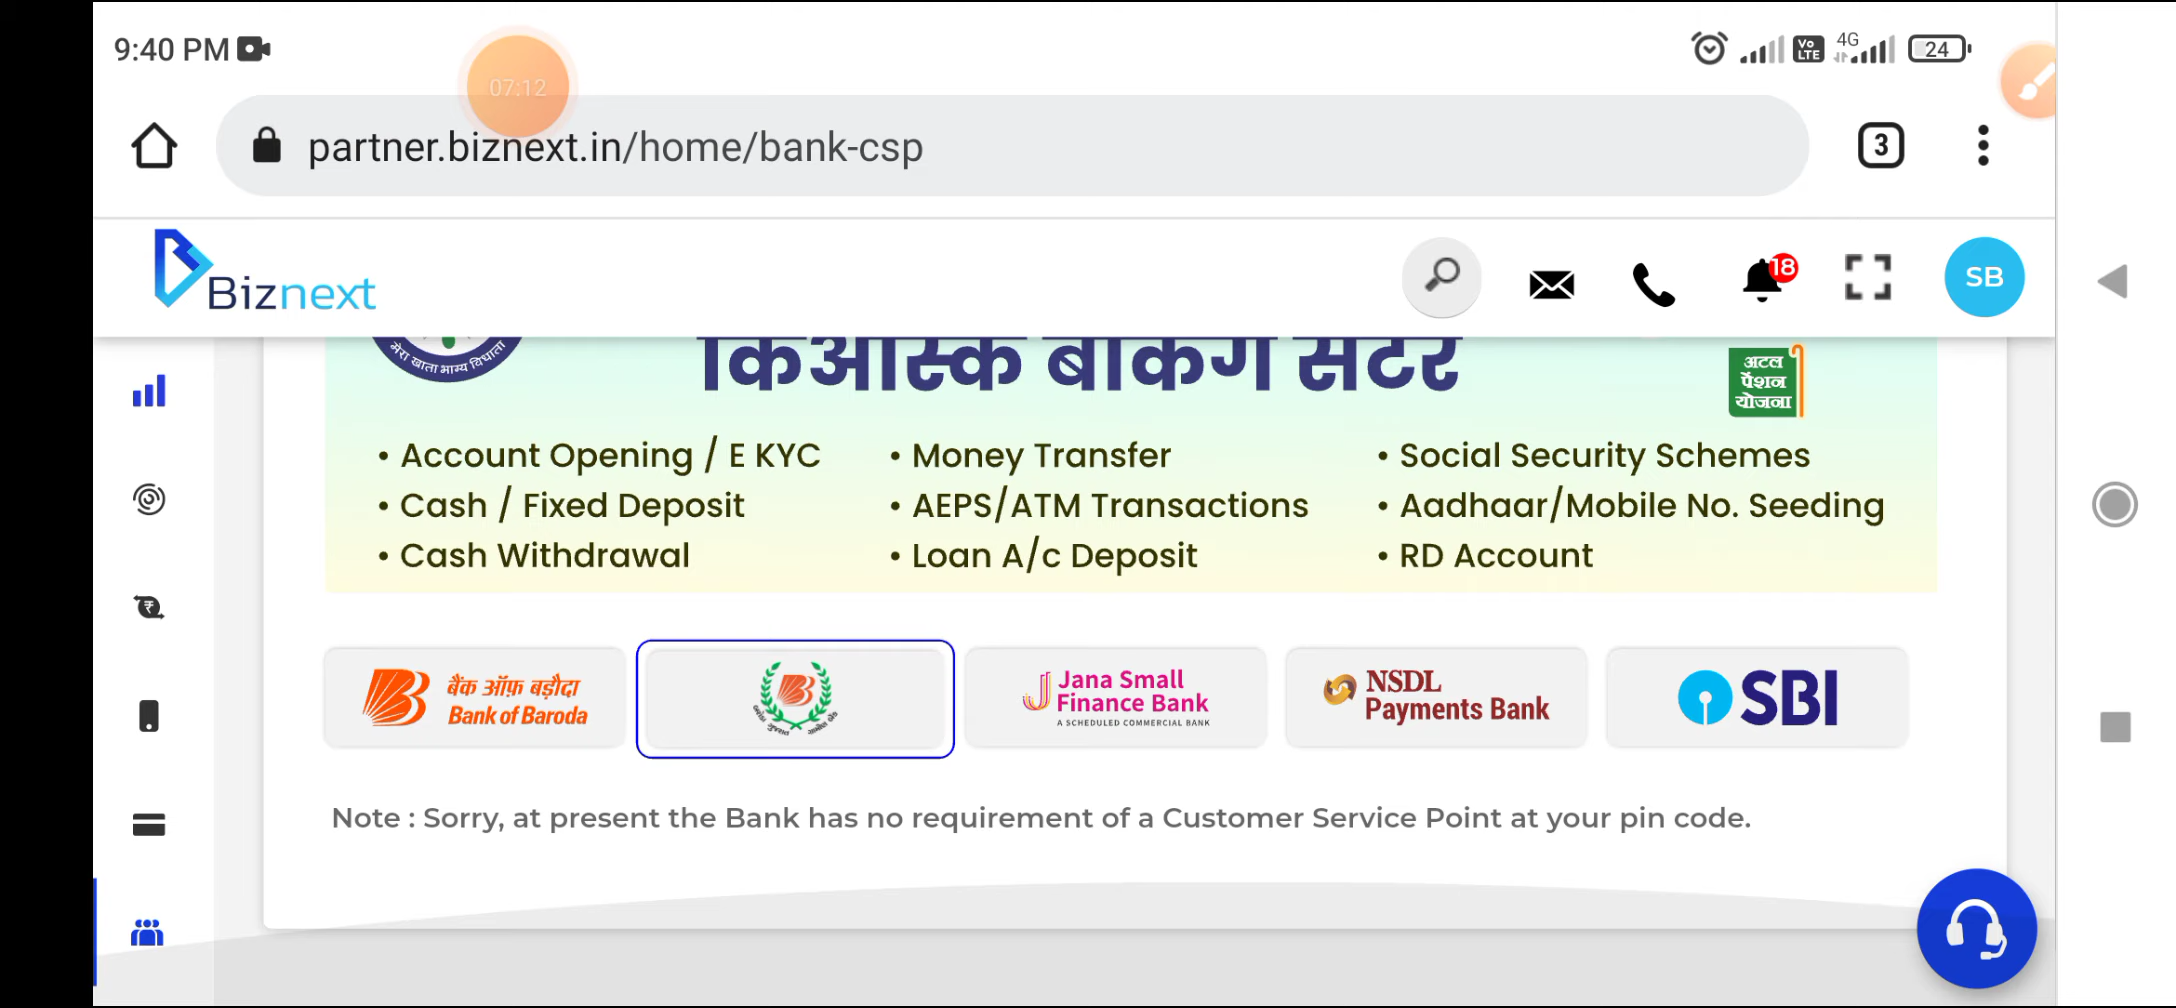 9:40 PM
07:12
Vo LTE
4G
24
partner.biznext.in/home/bank-csp
3
Biznext
18
SB
मेरा खाता भाग्य विधाता
किओस्क बैंकिंग सेंटर
अटल
पेंशन
योजना
• Account Opening / E KYC
• Cash / Fixed Deposit
• Cash Withdrawal
• Money Transfer
• AEPS/ATM Transactions
• Loan A/c Deposit
• Social Security Schemes
• Aadhaar/Mobile No. Seeding
• RD Account
बैंक ऑफ़ बड़ौदा
Bank of Baroda
Jana Small
Finance Bank
A SCHEDULED COMMERCIAL BANK
NSDL
Payments Bank
SBI
Note : Sorry, at present the Bank has no requirement of a Customer Service Point at your pin code.